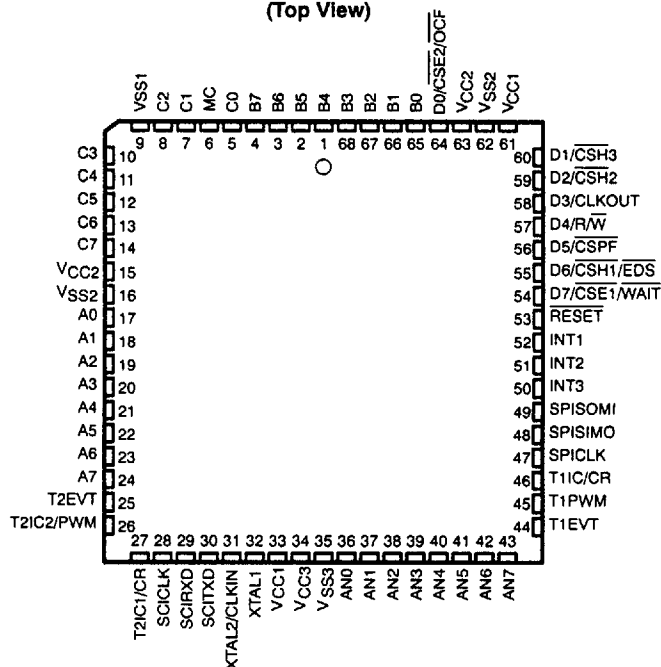 (Top View)
VSS1 C2 C1 MC C0 B7 B6 B5 B4 B3 B2 B1 B0 D0/CSE2/OCF VCC2 VSS2 VCC1
9 8 7 6 5 4 3 2 1 68 67 66 65 64 63 62 61
C3 10 60 D1/CSH3
C4 11 59 D2/CSH2
C5 12 58 D3/CLKOUT
C6 13 57 D4/R/W
C7 14 56 D5/CSPF
VCC2 15 55 D6/CSH1/EDS
VSS2 16 54 D7/CSE1/WAIT
A0 17 53 RESET
A1 18 52 INT1
A2 19 51 INT2
A3 20 50 INT3
A4 21 49 SPISOMI
A5 22 48 SPISIMO
A6 23 47 SPICLK
A7 24 46 T1IC/CR
T2EVT 25 45 T1PWM
T2IC2/PWM 26 44 T1EVT
27 28 29 30 31 32 33 34 35 36 37 38 39 40 41 42 43
T2IC1/CR SCICLK SCIRXD SCITXD XTAL2/CLKIN XTAL1 VCC1 VCC3 VSS3 AN0 AN1 AN2 AN3 AN4 AN5 AN6 AN7